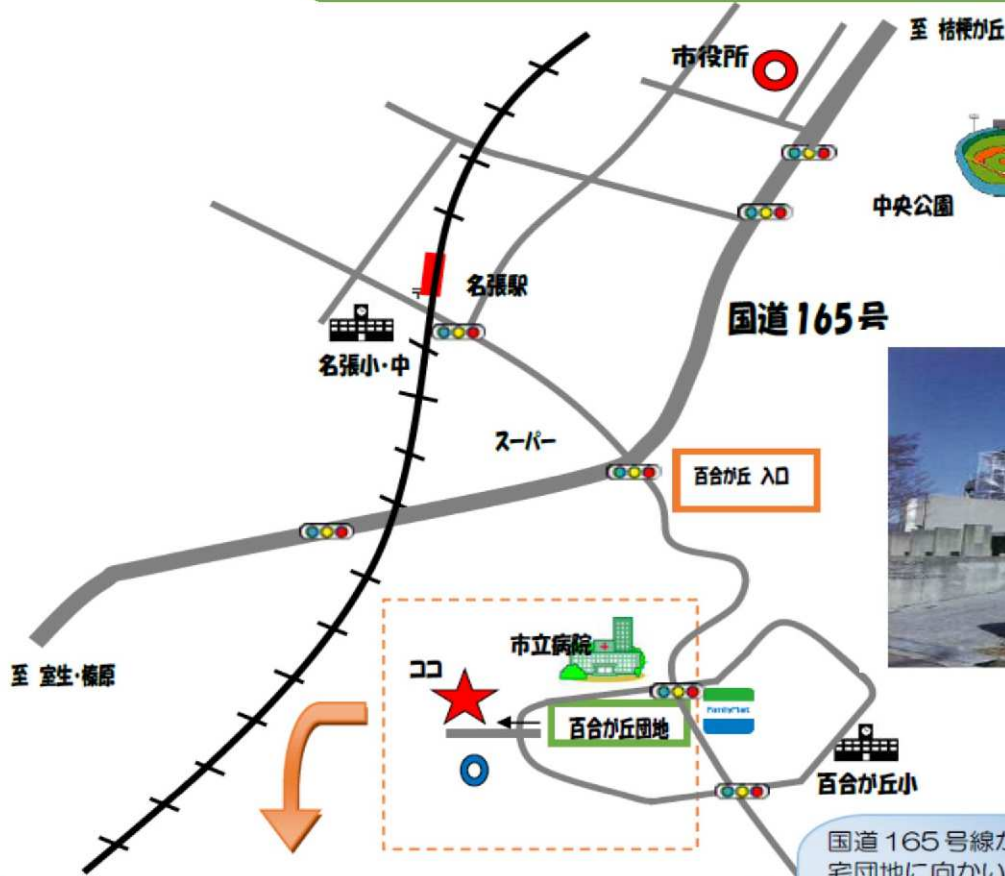 至 桔梗が丘
市役所
中央公園
名張駅
国道165号
名張小・中
スーパー
百合が丘 入口
市立病院
至 室生・榛原
ココ
FamilyMart
百合が丘団地
百合が丘小
国道165号線か
宅団地に向かい